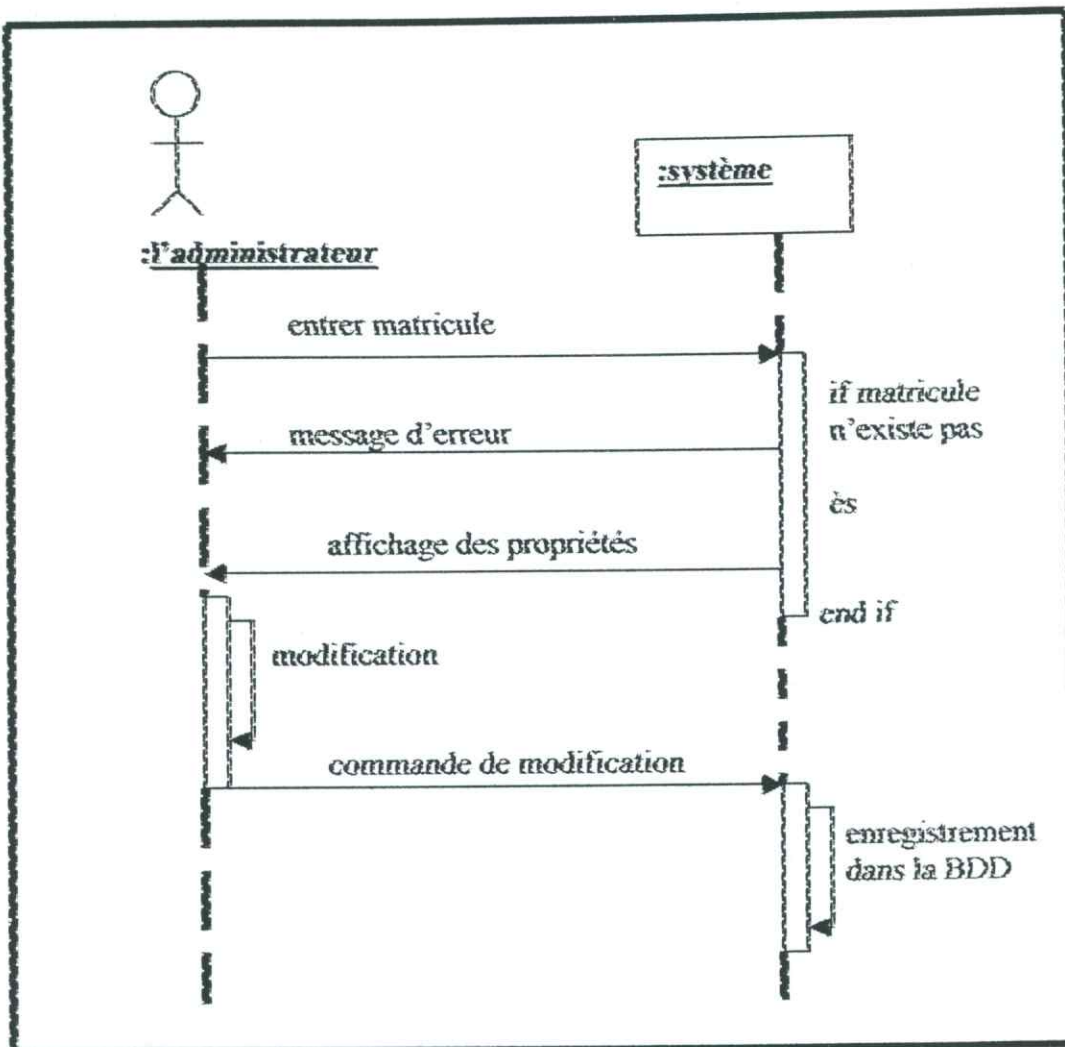 :système
:l'administrateur
entrer matricule
if matricule
n'existe pas
message d'erreur
ès
affichage des propriétés
end if
modification
commande de modification
enregistrement
dans la BDD